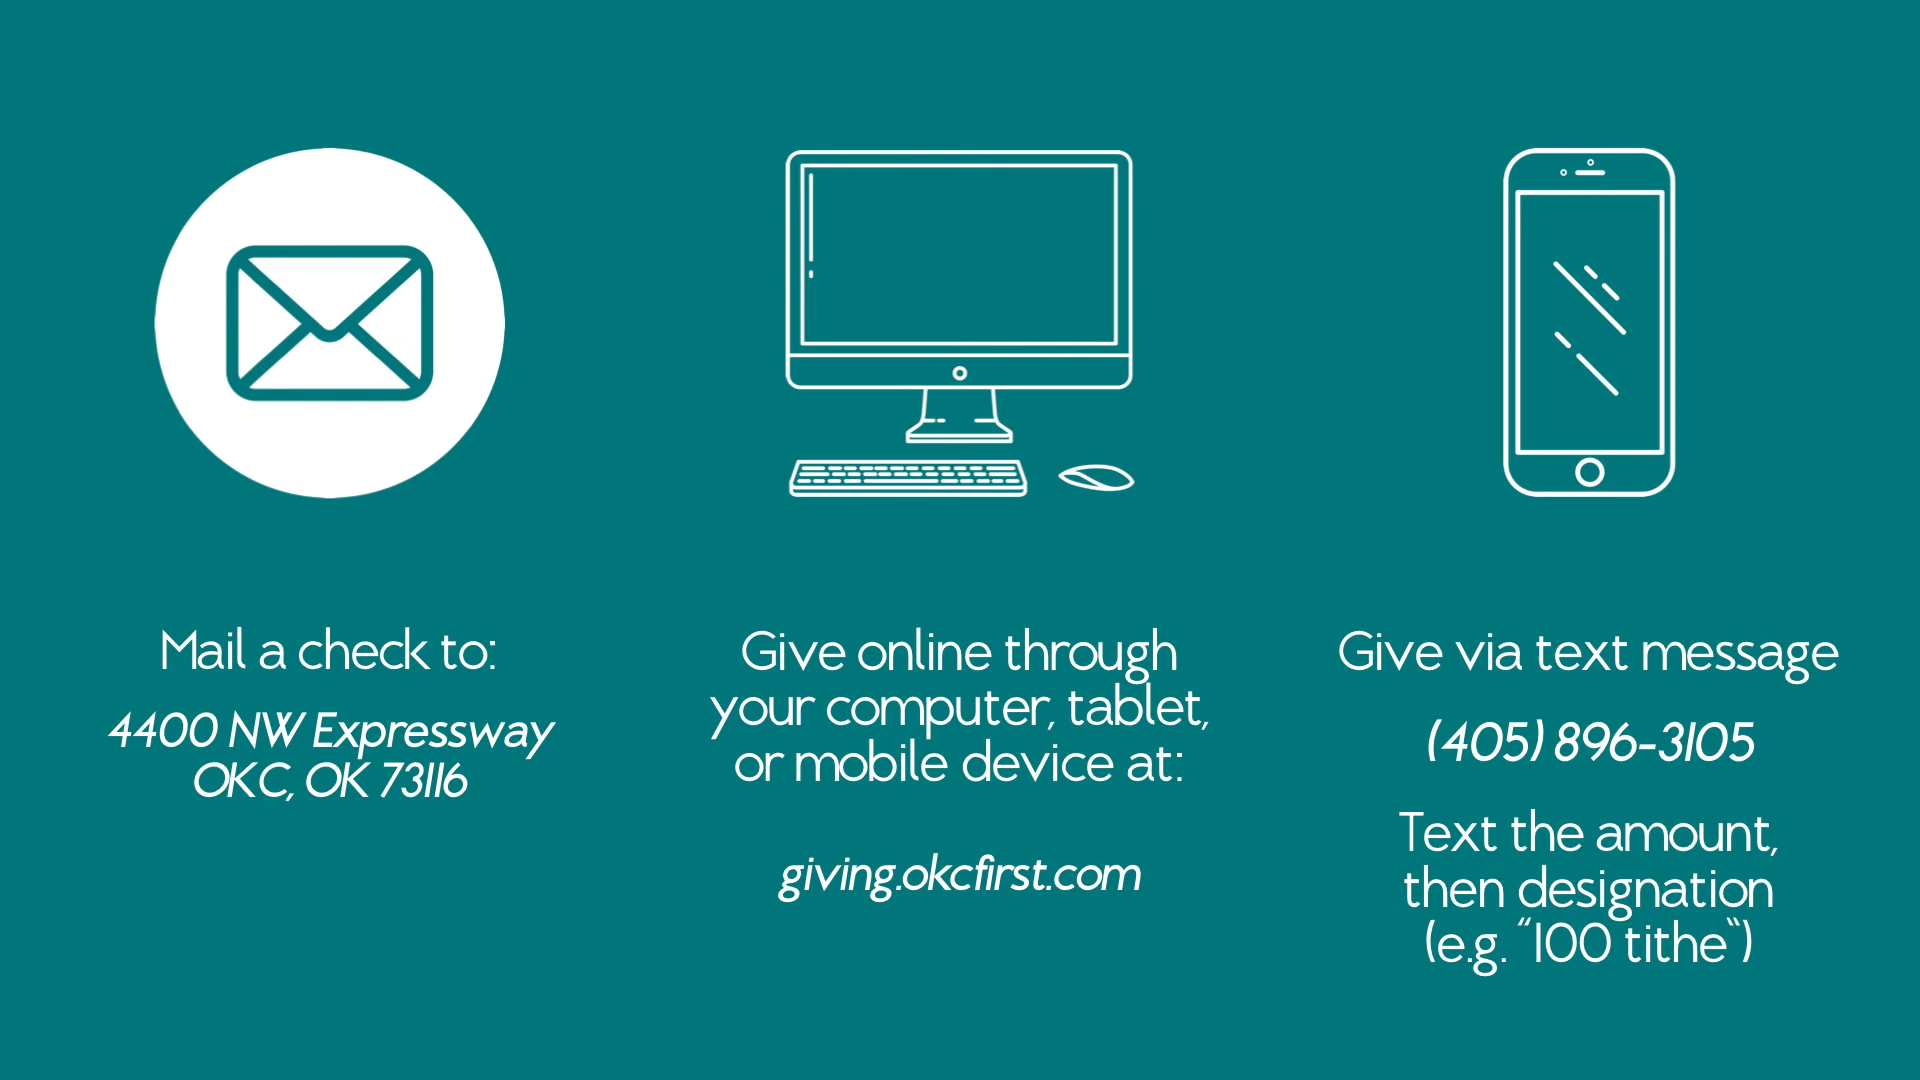 Mail a check to:
4400 NW Expressway
OKC, OK 73116
Give online through
your computer, tablet,
or mobile device at:
giving.okcfirst.com
Give via text message
(405) 896-3105
Text the amount,
then designation
(e.g. “100 tithe‟)